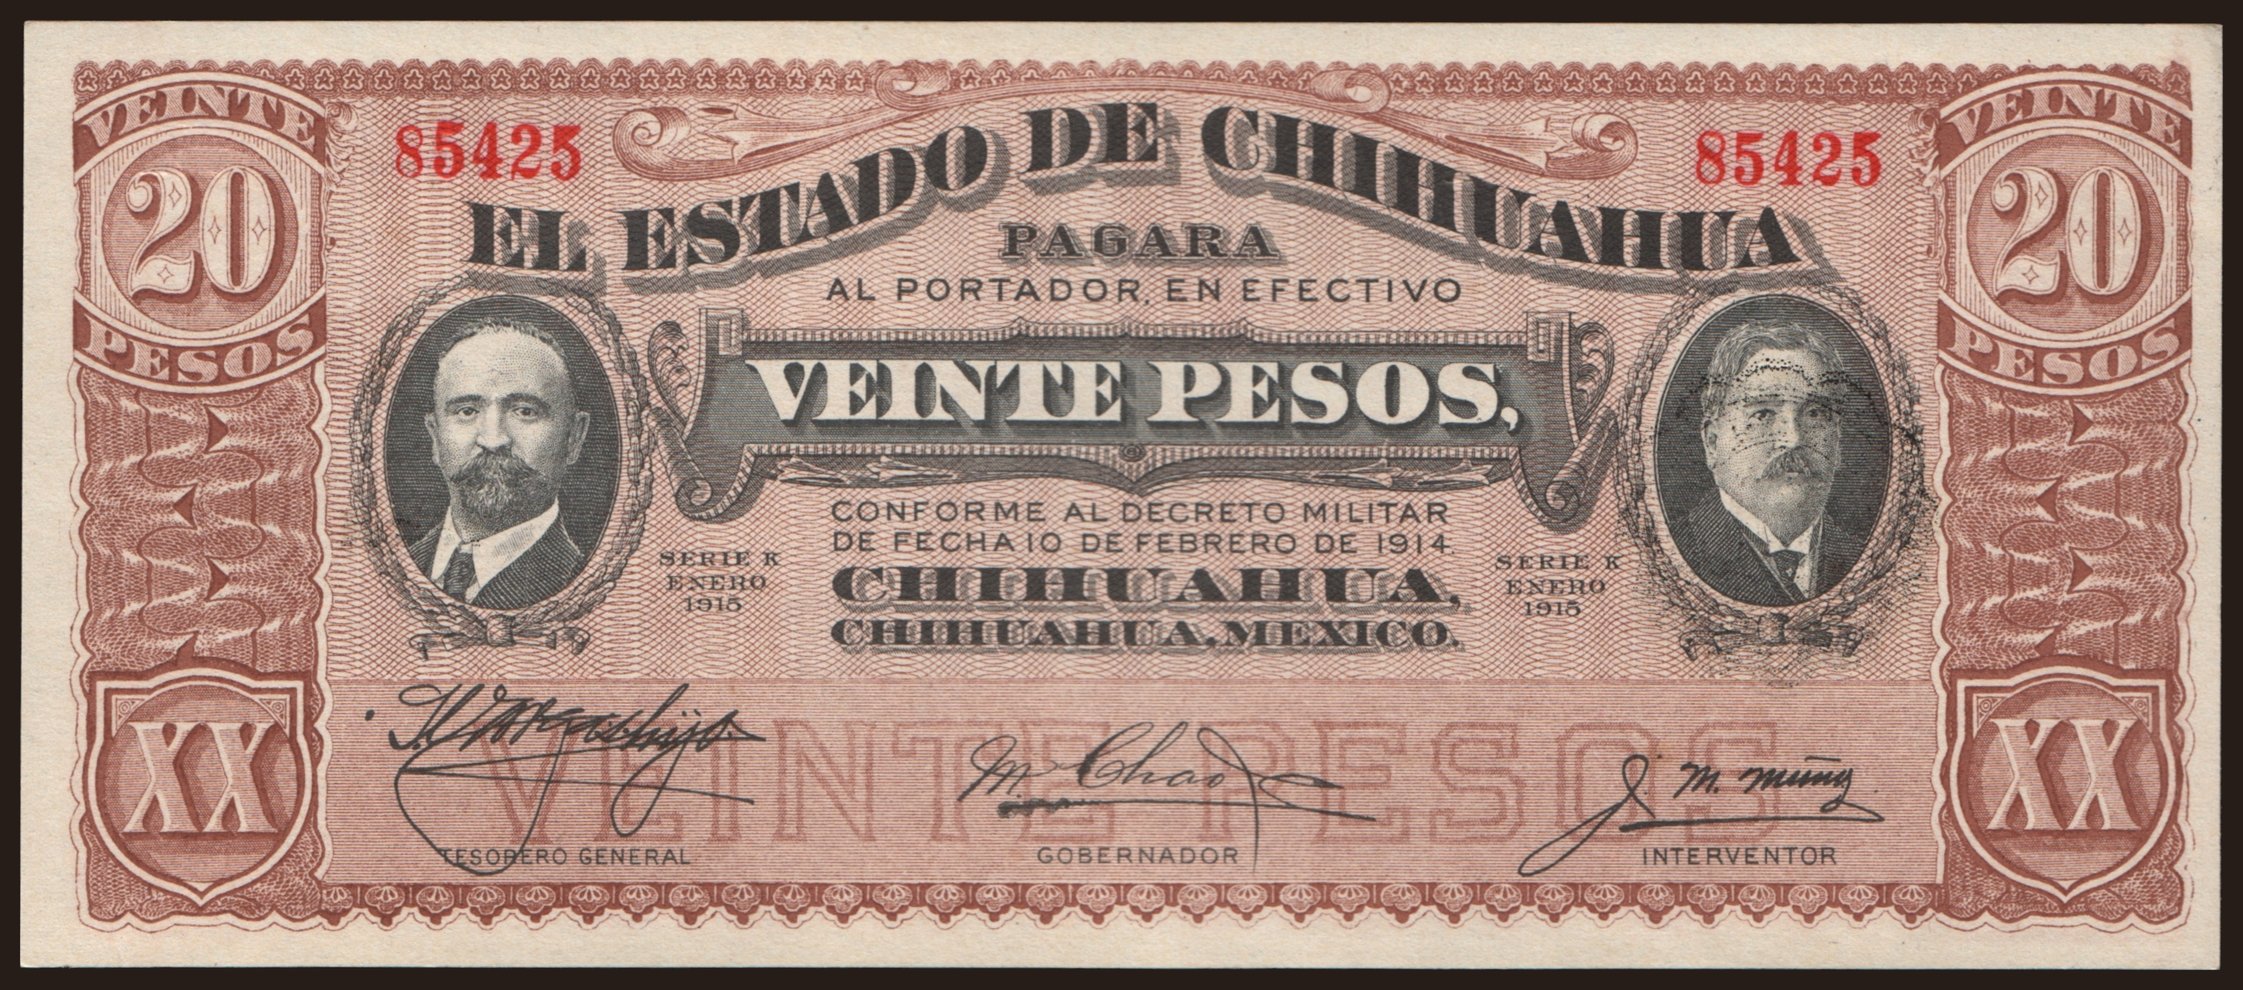 VEINTE
20
PESOS
85425
EL ESTADO DE CHIHUAHUA
85425
VEINTE
20
PESOS
PAGARA
AL PORTADOR, EN EFECTIVO
VEINTE PESOS,
CONFORME AL DECRETO MILITAR
DE FECHA 10 DE FEBRERO DE 1914.
CHIHUAHUA,
CHIHUAHUA, MEXICO.
SERIE K
ENERO
1915
SERIE K
ENERO
1915
VEINTE PESOS
XX
XX
M. Chao
J. M. Muñoz
TESORERO GENERAL
GOBERNADOR
INTERVENTOR